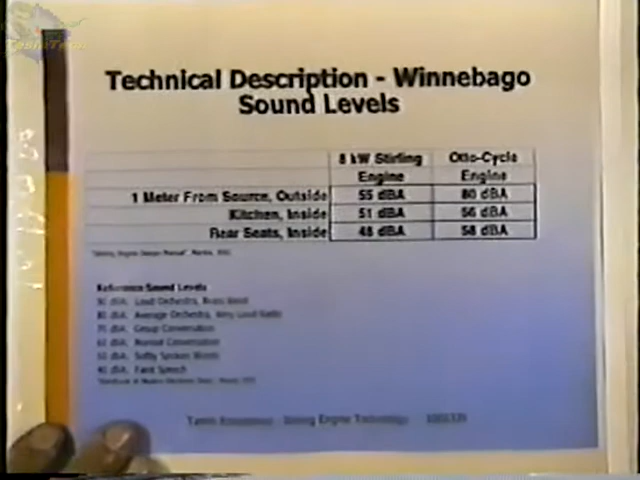 Technical Description - Winnebago
Sound Levels
8 kW Stirling Engine
Otto-Cycle Engine
1 Meter From Source, Outside 55 dBA 80 dBA
Kitchen, Inside 51 dBA 56 dBA
Rear Seats, Inside 48 dBA 58 dBA
Reference Sound Levels
90 dBA Loud Orchestra, Brass Band
80 dBA Average Orchestra, Very Loud Radio
70 dBA Group Conversation
60 dBA Normal Conversation
50 dBA Softly Spoken Words
40 dBA Faint Speech
Stirling Engine Technology